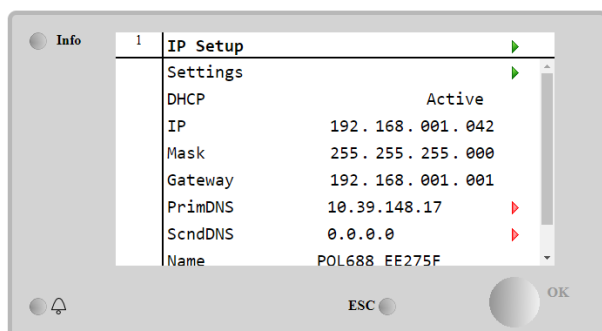 Info
1 IP Setup
Settings
DHCP Active
IP 192.168.001.042
Mask 255.255.255.000
Gateway 192.168.001.001
PrimDNS 10.39.148.17
ScndDNS 0.0.0.0
Name POL688_EE275F
ESC
OK